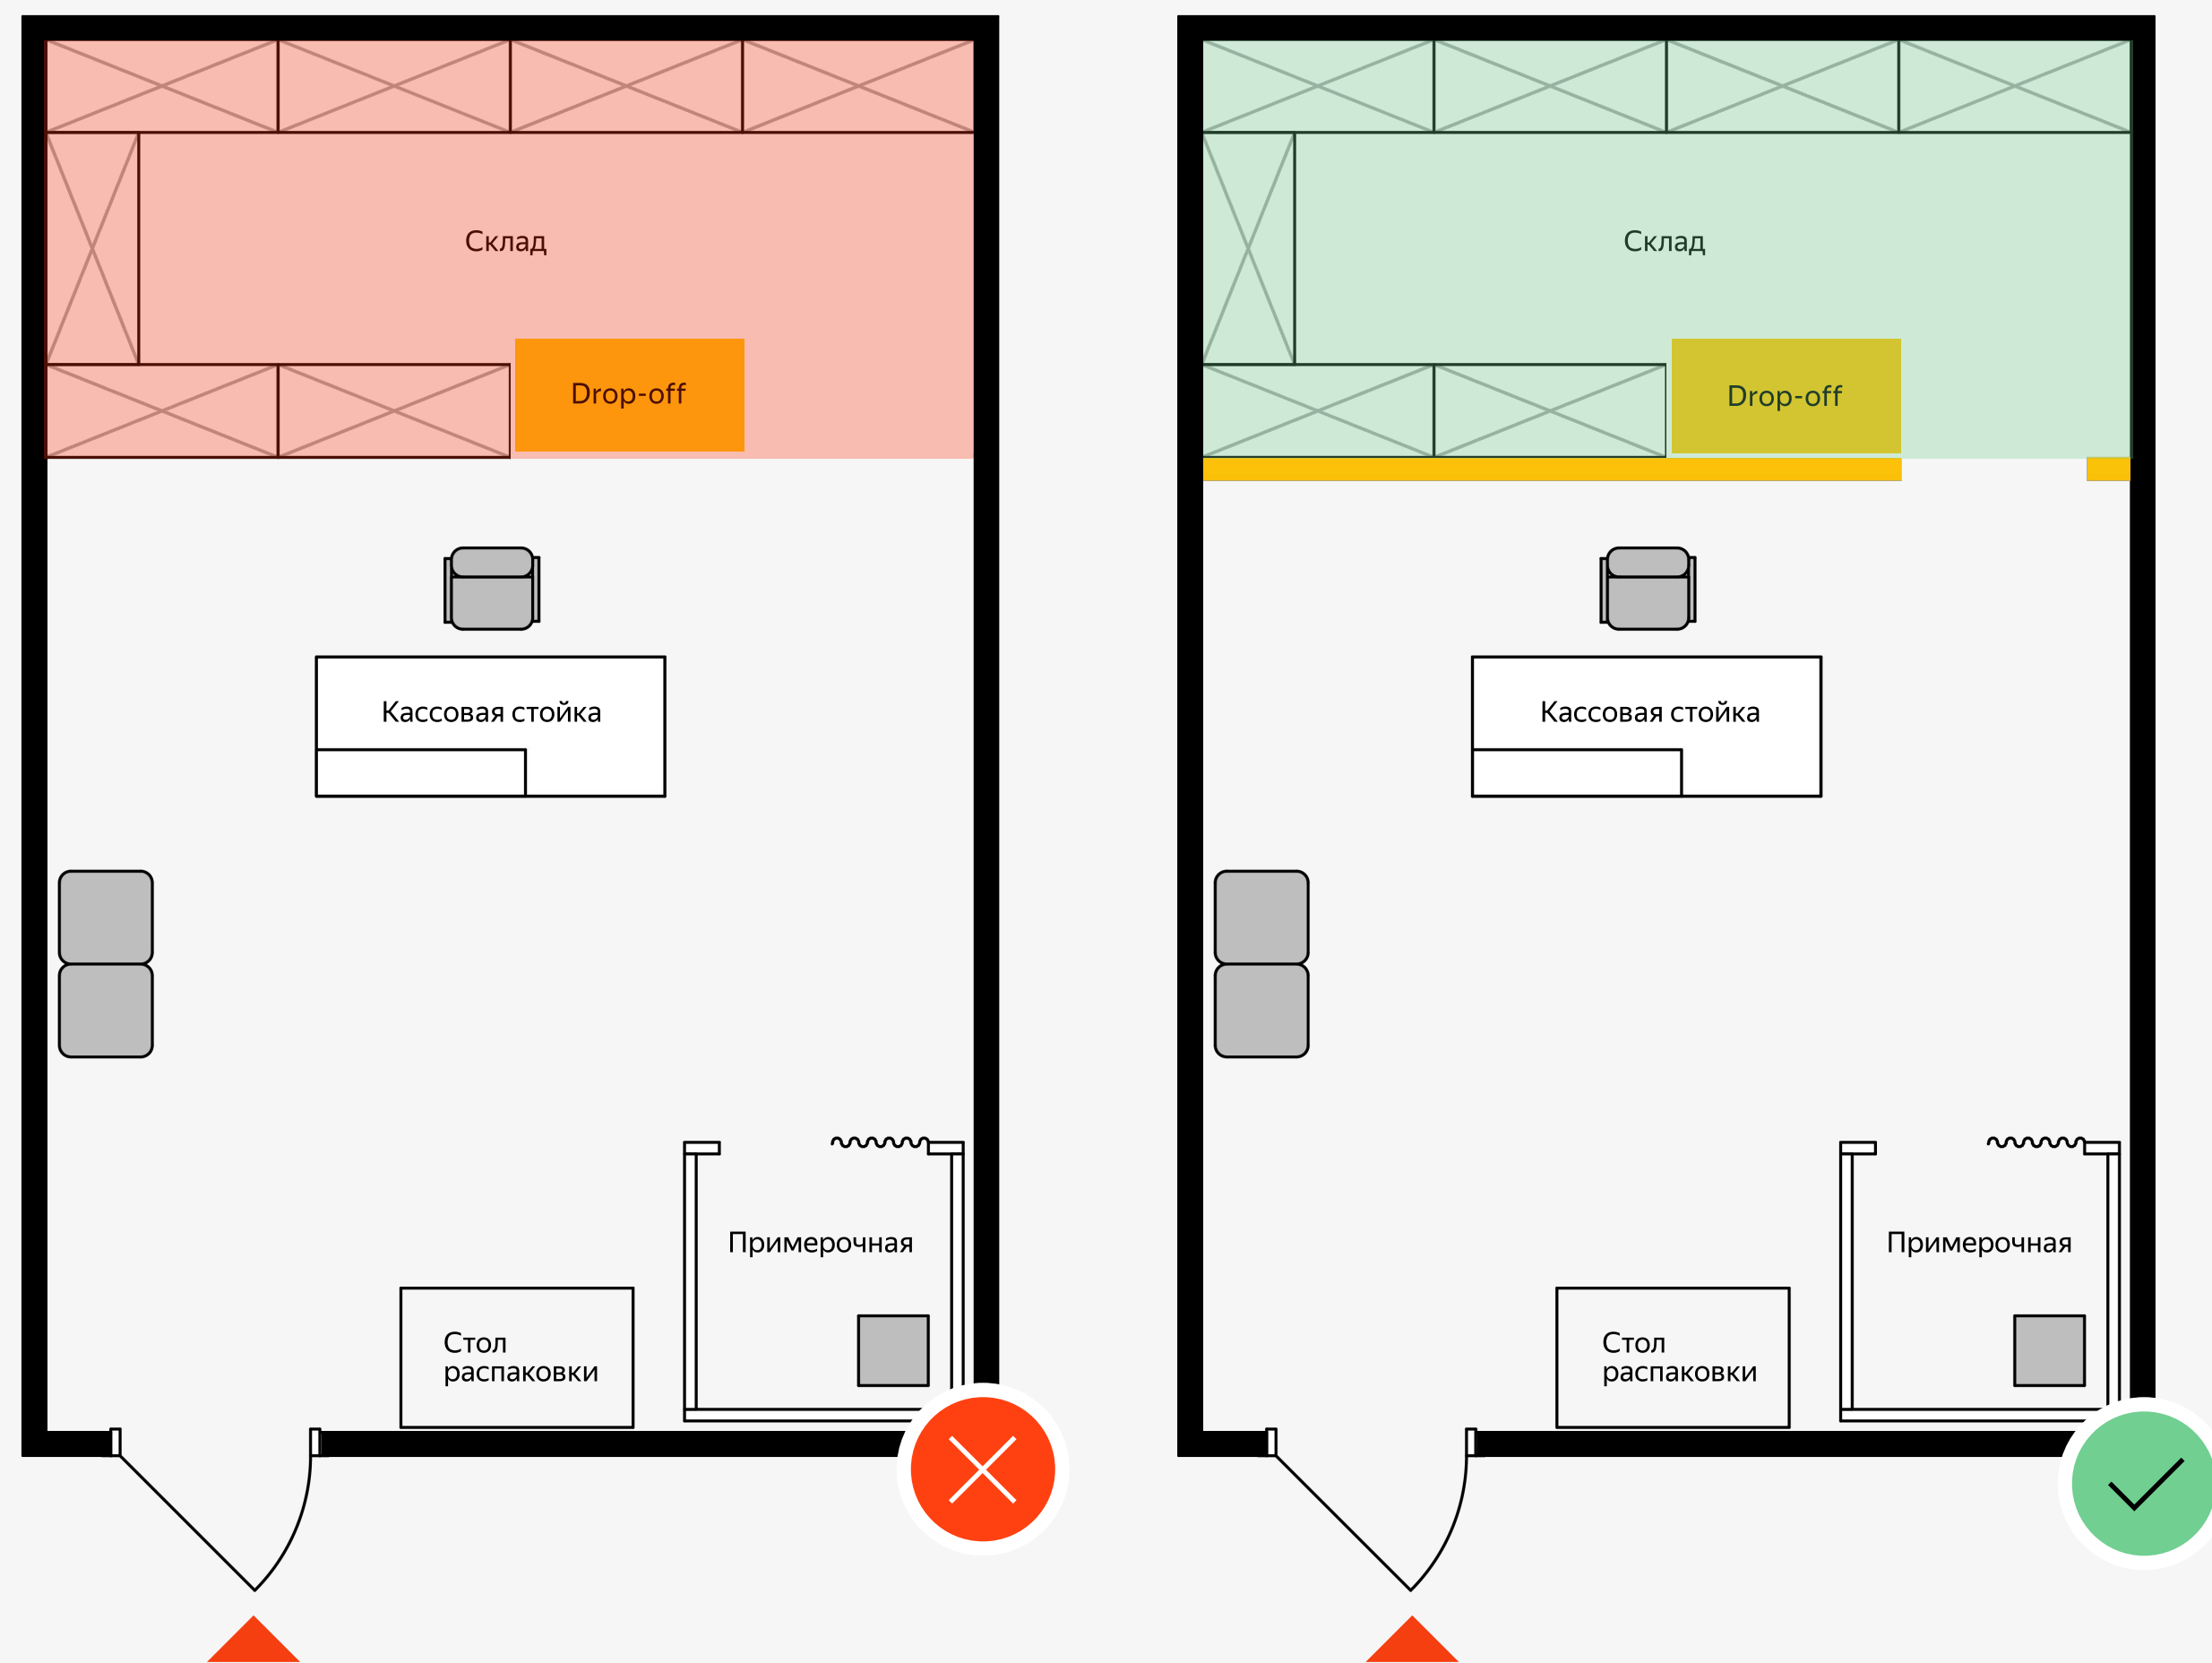 Склад
Drop-off
Кассовая стойка
Примерочная
Стол
распаковки
Склад
Drop-off
Кассовая стойка
Примерочная
Стол
распаковки